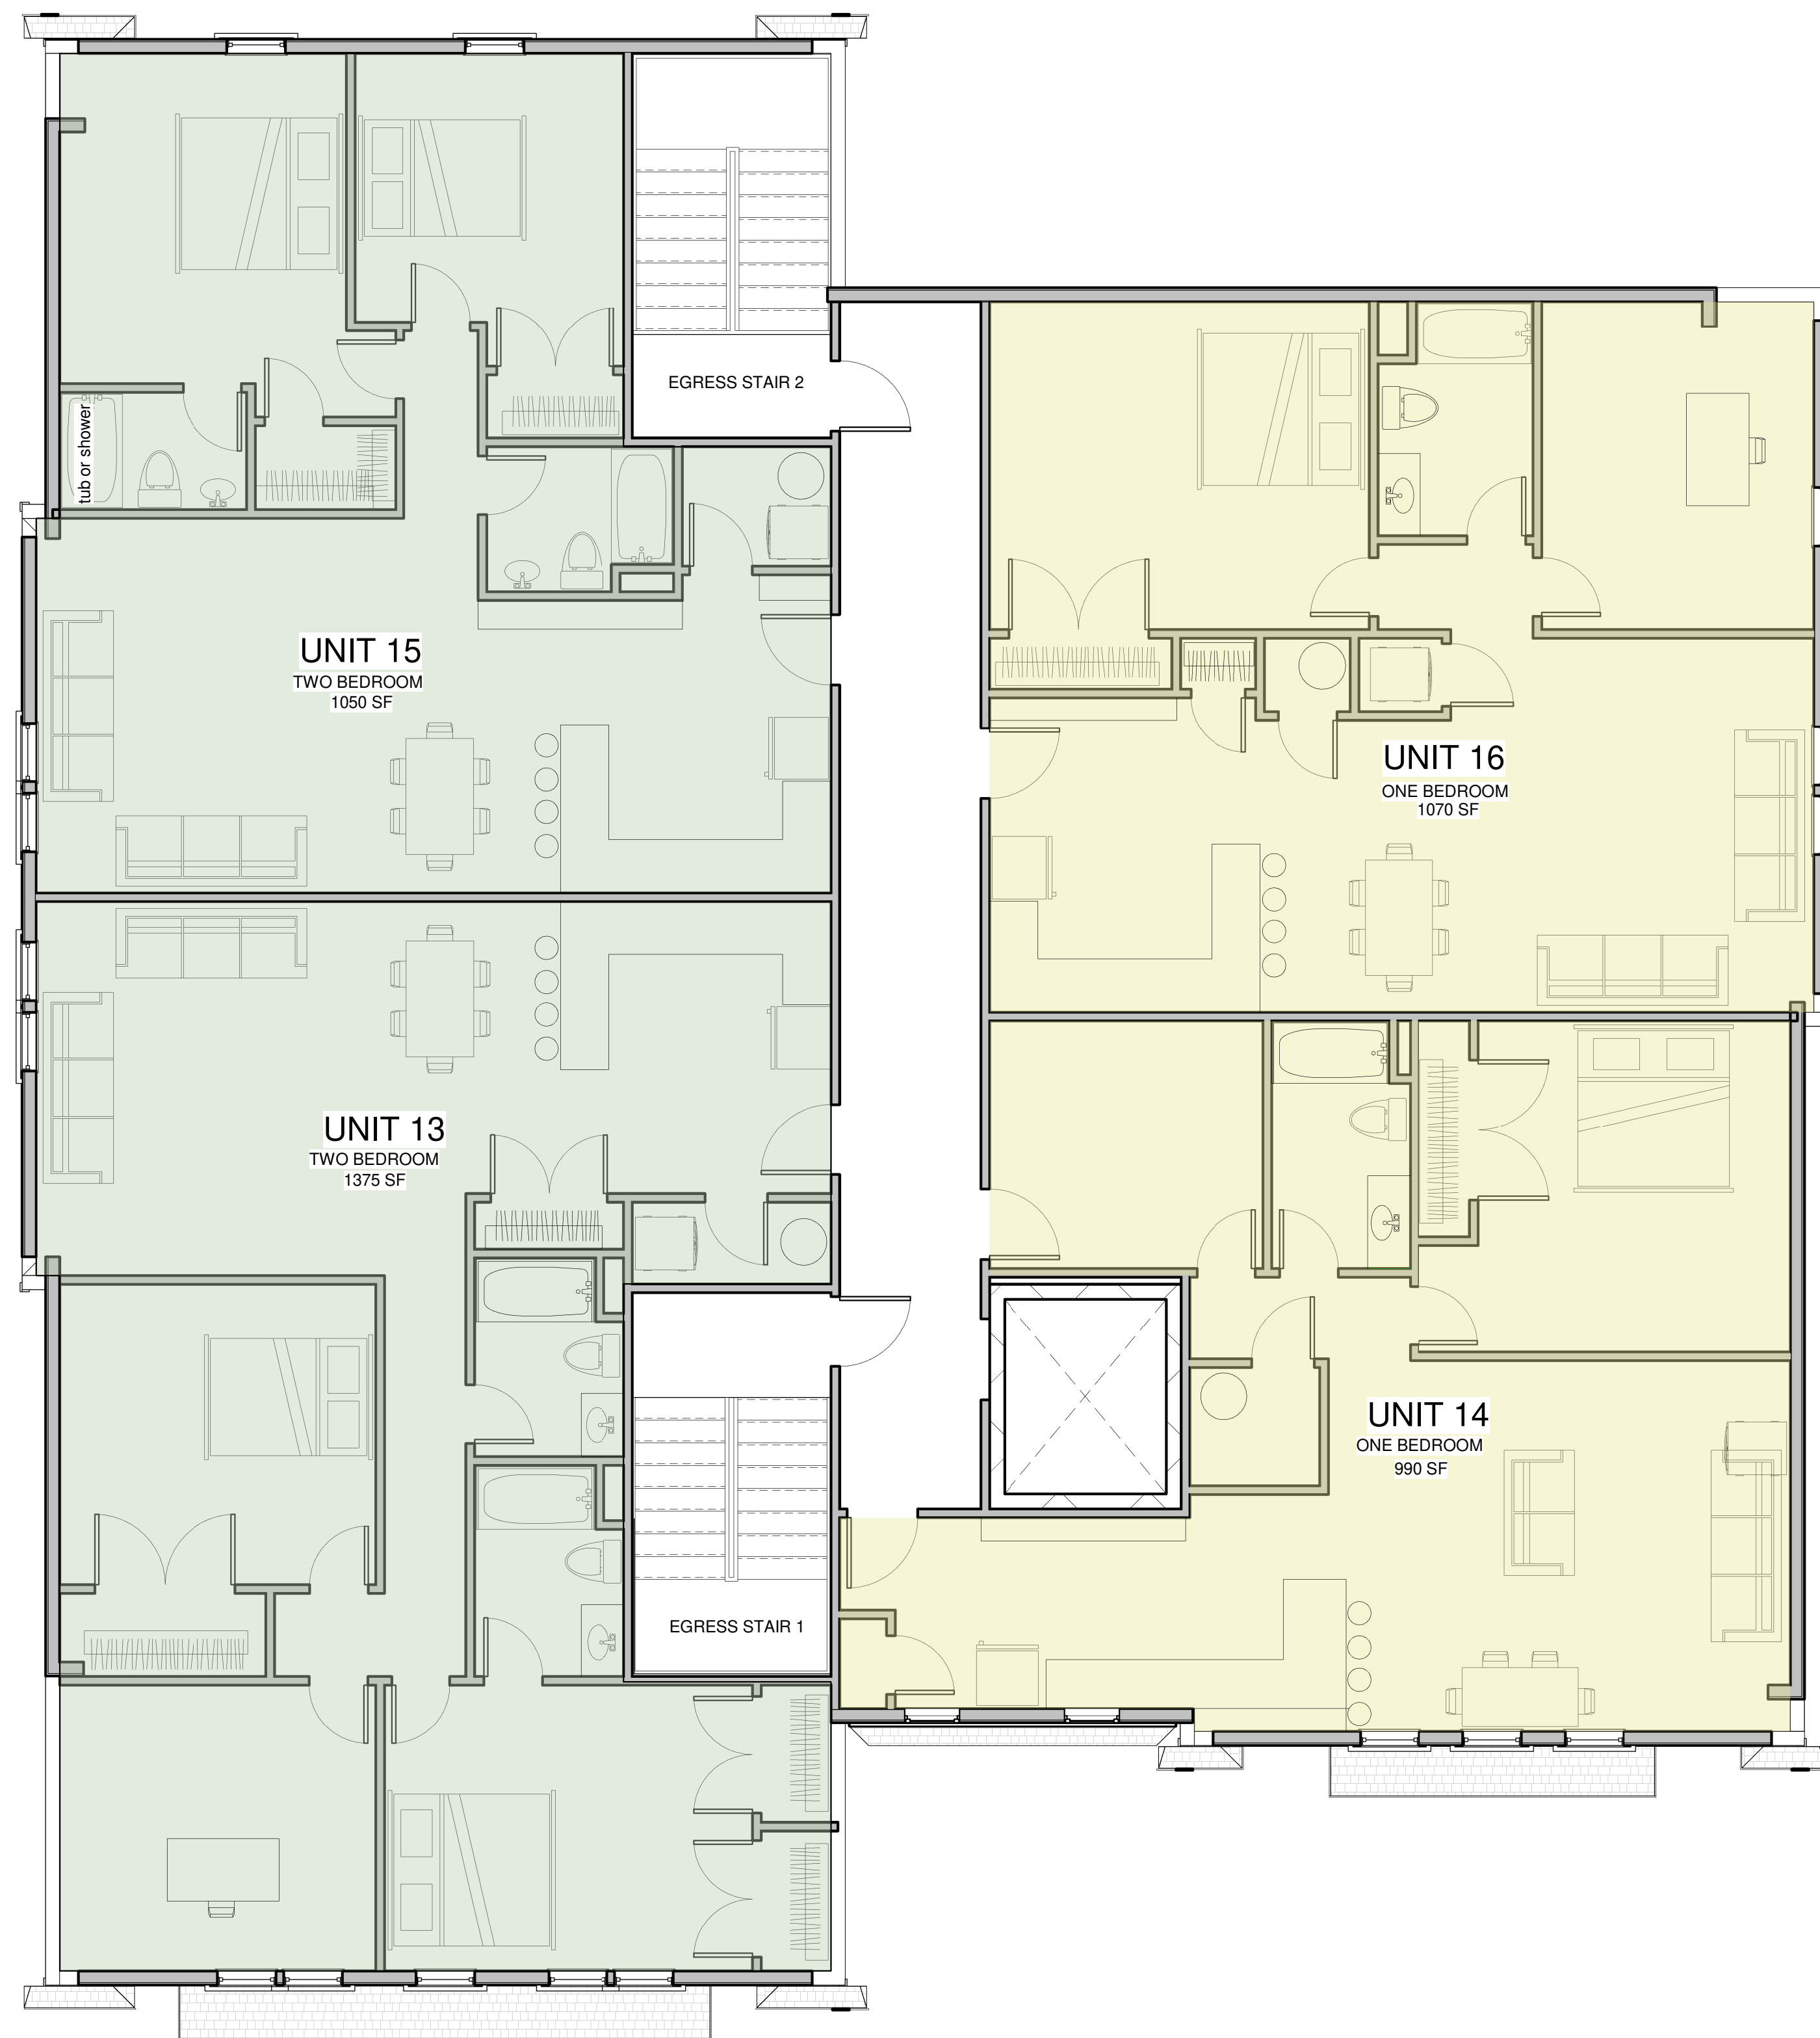 EGRESS STAIR 2
tub or shower
UNIT 15
TWO BEDROOM
1050 SF
UNIT 16
ONE BEDROOM
1070 SF
UNIT 13
TWO BEDROOM
1375 SF
UNIT 14
ONE BEDROOM
990 SF
EGRESS STAIR 1